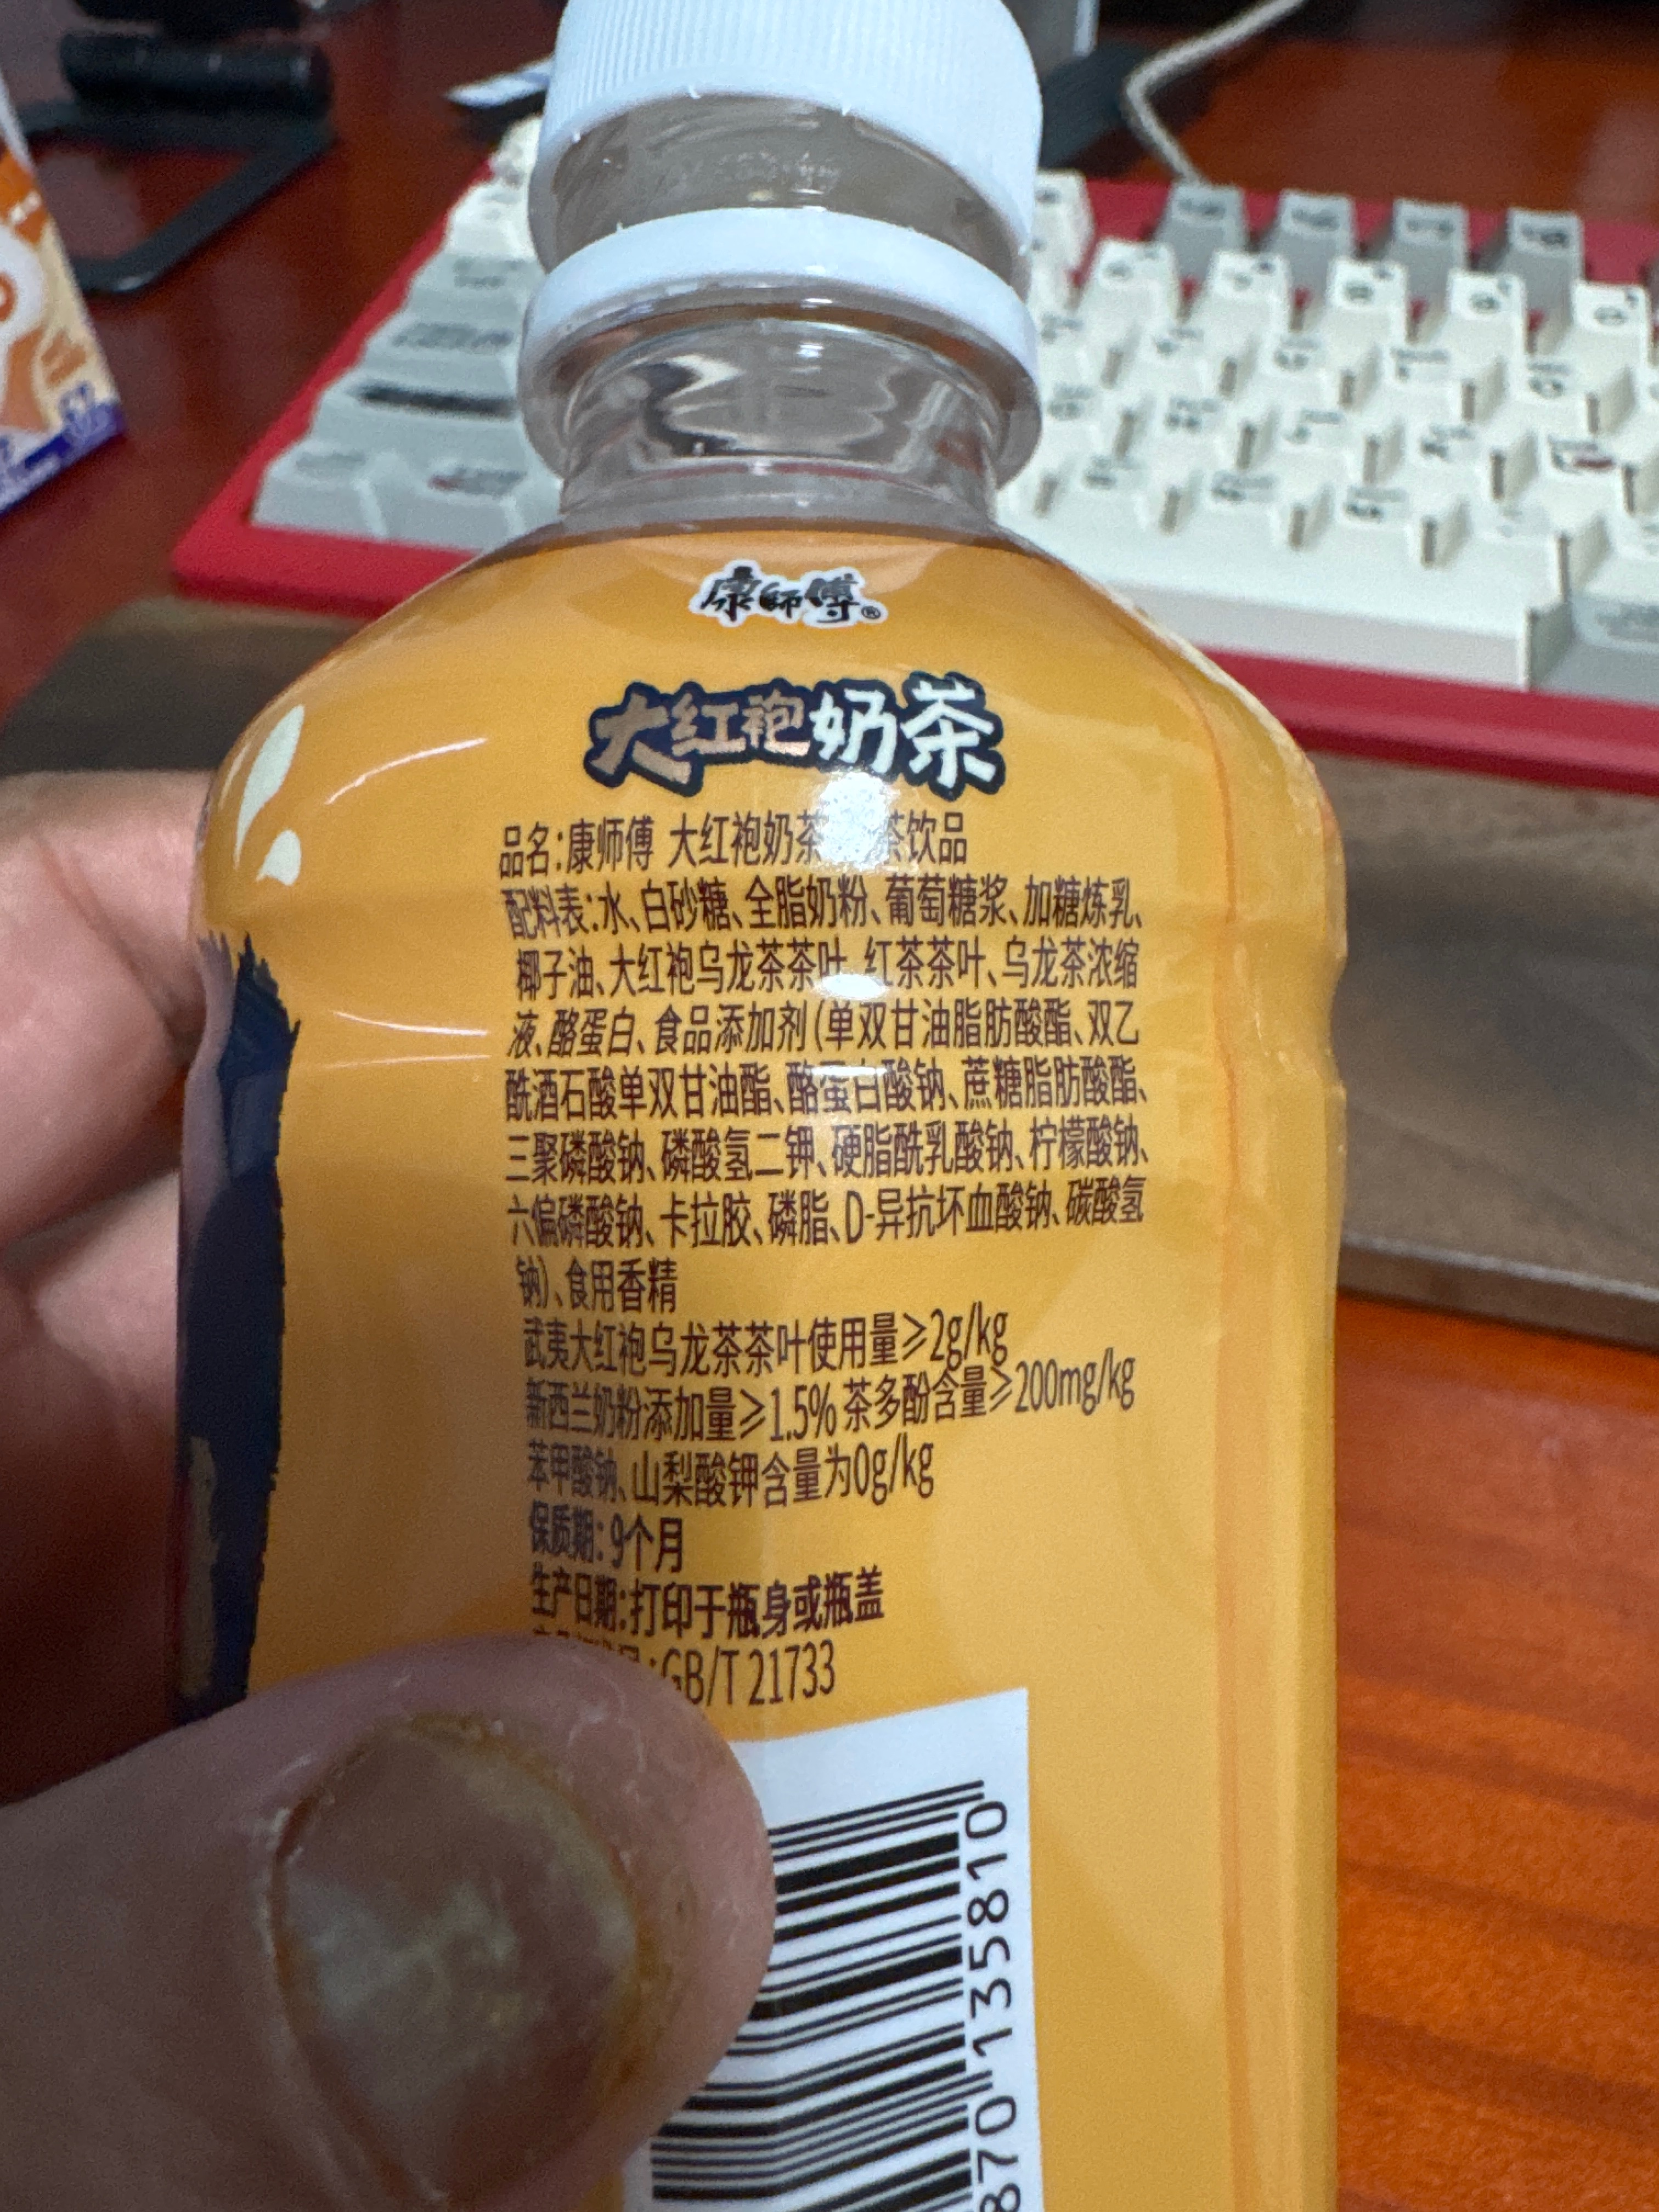 康师傅®
大红袍奶茶
品名:康师傅 大红袍奶茶 茶饮品
配料表:水、白砂糖、全脂奶粉、葡萄糖浆、加糖炼乳、
椰子油、大红袍乌龙茶茶叶、红茶茶叶、乌龙茶浓缩
液、酪蛋白、食品添加剂(单双甘油脂肪酸酯、双乙
酰酒石酸单双甘油酯、酪蛋白酸钠、蔗糖脂肪酸酯、
三聚磷酸钠、磷酸氢二钾、硬脂酰乳酸钠、柠檬酸钠、
六偏磷酸钠、卡拉胶、磷脂、D-异抗坏血酸钠、碳酸氢
钠)、食用香精
武夷大红袍乌龙茶茶叶使用量≥2g/kg
新西兰奶粉添加量≥1.5% 茶多酚含量≥200mg/kg
苯甲酸钠、山梨酸钾含量为0g/kg
保质期:9个月
生产日期:打印于瓶身或瓶盖
:GB/T 21733
870135810